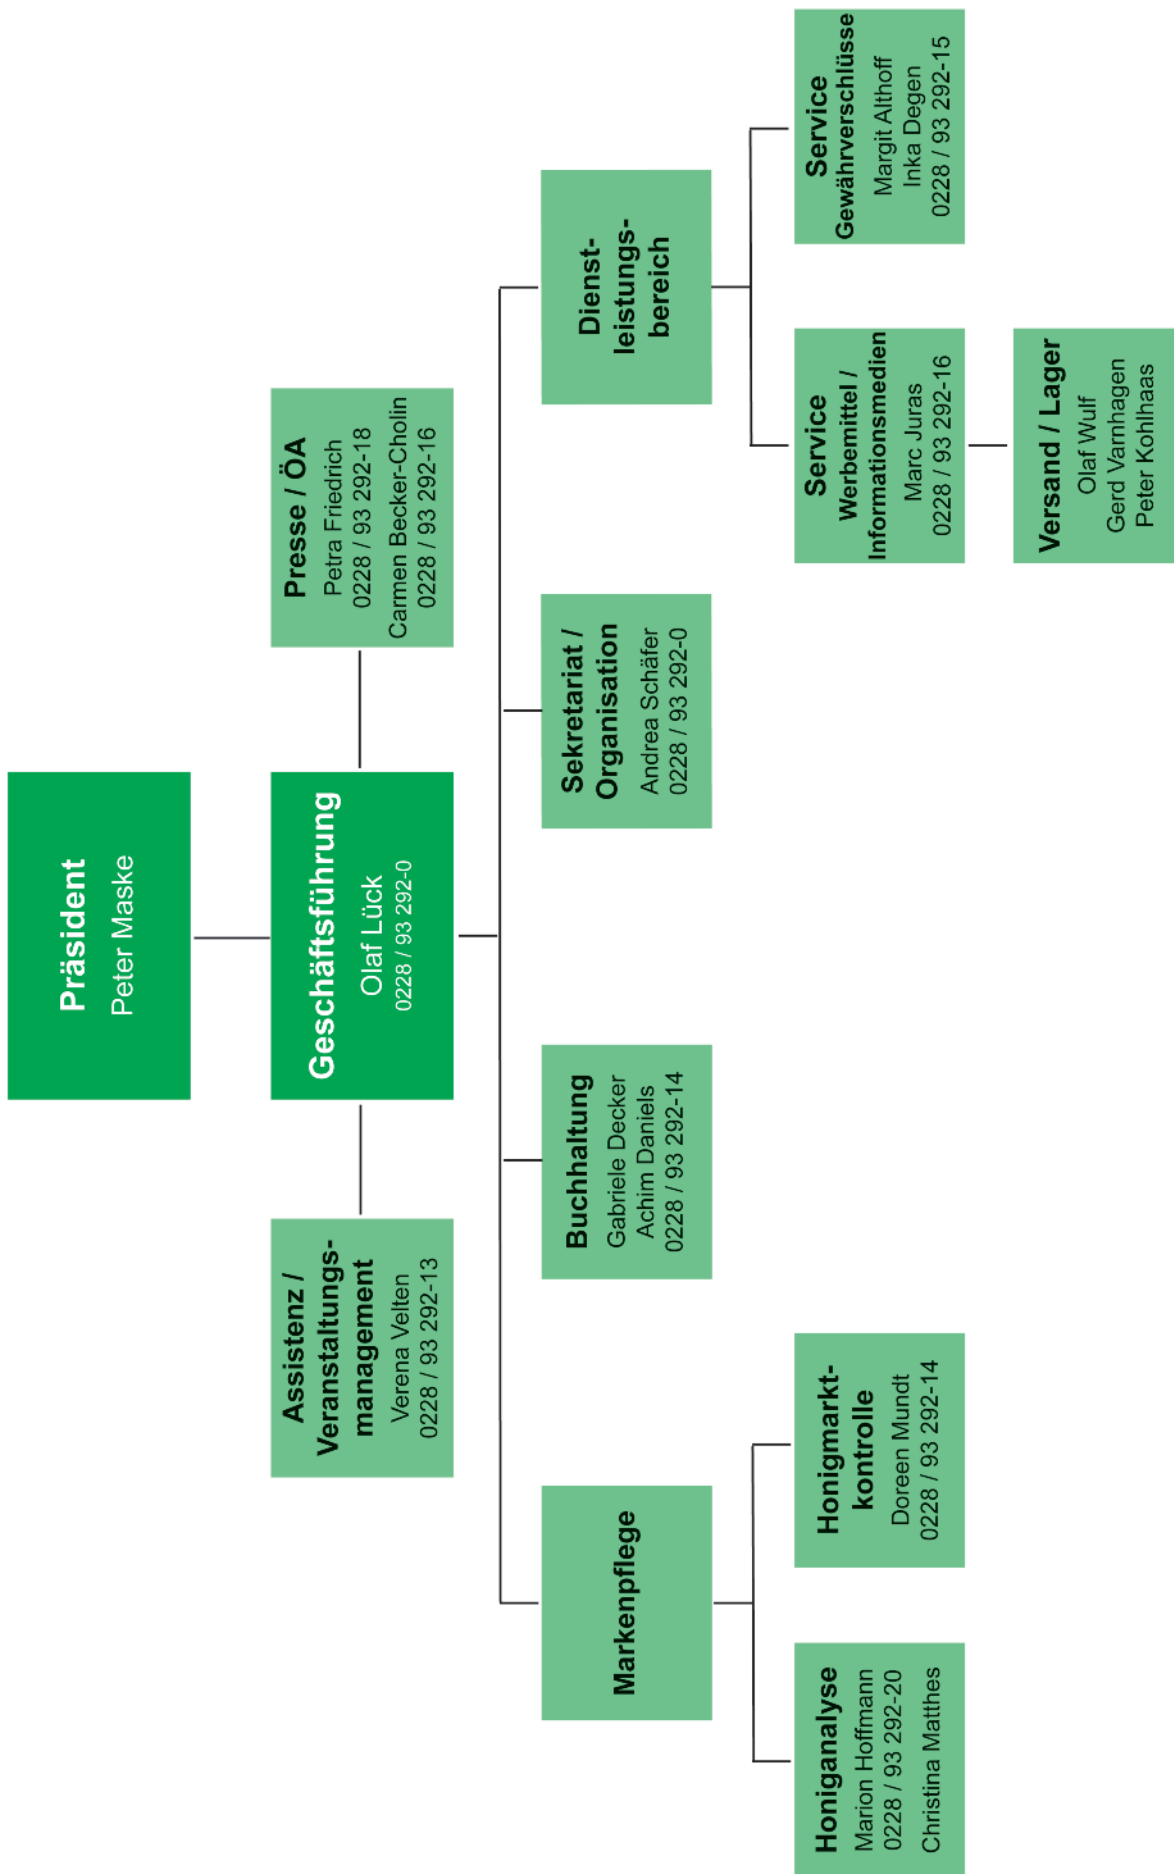 Präsident
Peter Maske
Assistenz /
Veranstaltungs-
management
Verena Velten
0228 / 93 292-13
Geschäftsführung
Olaf Lück
0228 / 93 292-0
Presse / ÖA
Petra Friedrich
0228 / 93 292-18
Carmen Becker-Cholin
0228 / 93 292-16
Markenpflege
Buchhaltung
Gabriele Decker
Achim Daniels
0228 / 93 292-14
Sekretariat /
Organisation
Andrea Schäfer
0228 / 93 292-0
Dienst-
leistungs-
bereich
Honiganalyse
Marion Hoffmann
0228 / 93 292-20
Christina Matthes
Honigmarkt-
kontrolle
Doreen Mundt
0228 / 93 292-14
Service
Werbemittel /
Informationsmedien
Marc Juras
0228 / 93 292-16
Service
Gewährverschlüsse
Margit Althoff
Inka Degen
0228 / 93 292-15
Versand / Lager
Olaf Wulf
Gerd Varnhagen
Peter Kohlhaas